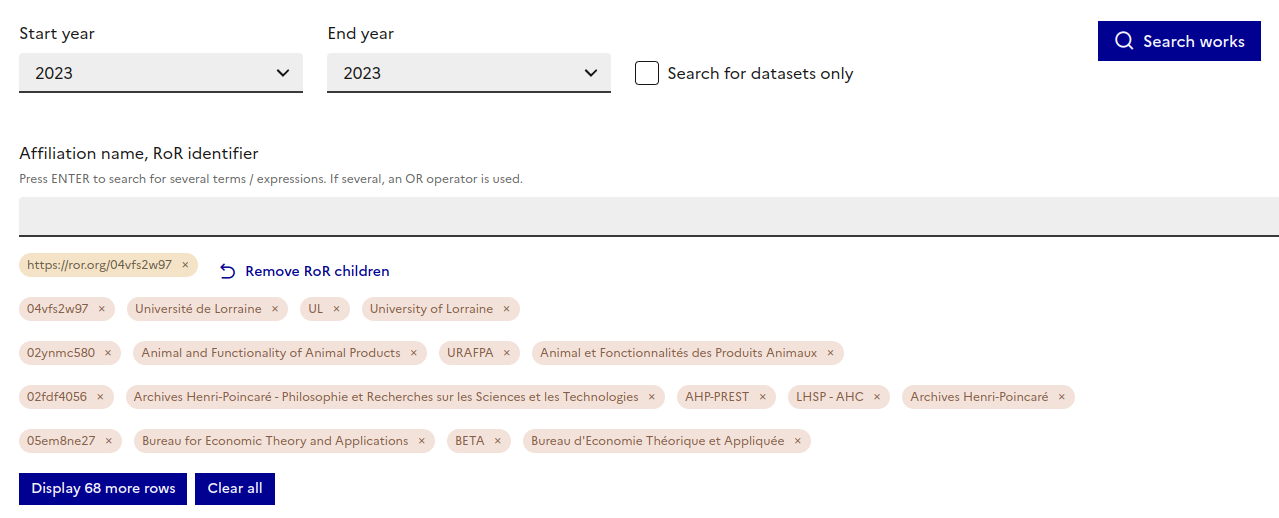 Start year
End year
Search works
2023
2023
Search for datasets only
Affiliation name, RoR identifier
Press ENTER to search for several terms / expressions. If several, an OR operator is used.
https://ror.org/04vfs2w97 × Remove RoR children
04vfs2w97 × Université de Lorraine × UL × University of Lorraine ×
02ynmc580 × Animal and Functionality of Animal Products × URAFPA × Animal et Fonctionnalités des Produits Animaux ×
02fdf4056 × Archives Henri-Poincaré - Philosophie et Recherches sur les Sciences et les Technologies × AHP-PREST × LHSP - AHC × Archives Henri-Poincaré ×
05em8ne27 × Bureau for Economic Theory and Applications × BETA × Bureau d'Economie Théorique et Appliquée ×
Display 68 more rows Clear all